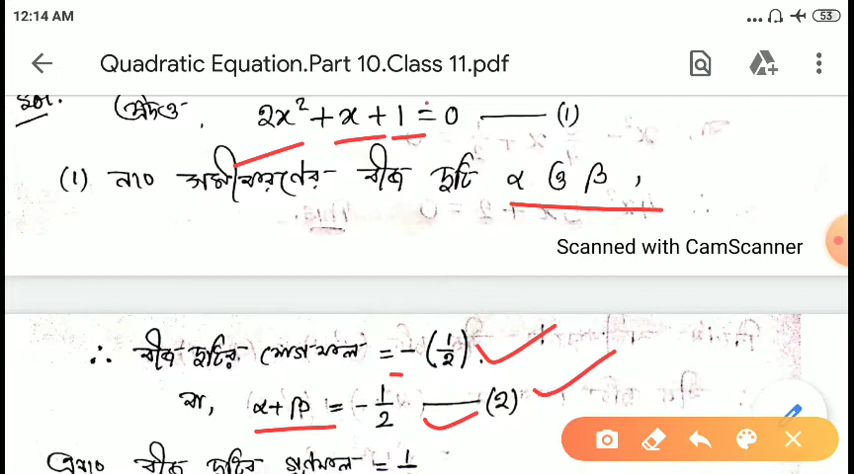 12:14 AM
53
Quadratic Equation.Part 10.Class 11.pdf
Sol. প্রদত্ত, 2x² + x + 1 = 0 —— (1)
(1) নং সমীকরণের বীজ দুটি α ও β,
Scanned with CamScanner
∴ বীজ দুটির যোগফল = - (1/2).
বা, α + β = - 1/2 —— (2)
এবং বীজ দুটির গুণফল = 1/